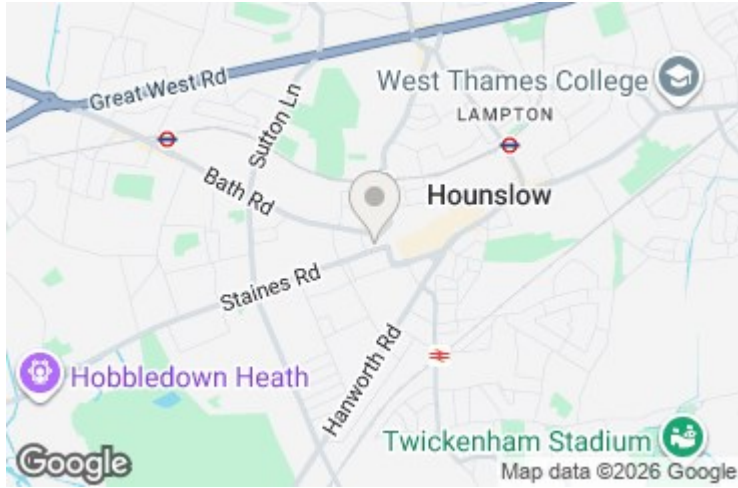 Great West Rd
West Thames College
LAMPTON
Sutton Ln
Bath Rd
Hounslow
Staines Rd
Hanworth Rd
Hobbledown Heath
Twickenham Stadium
Google
Map data ©2026 Google